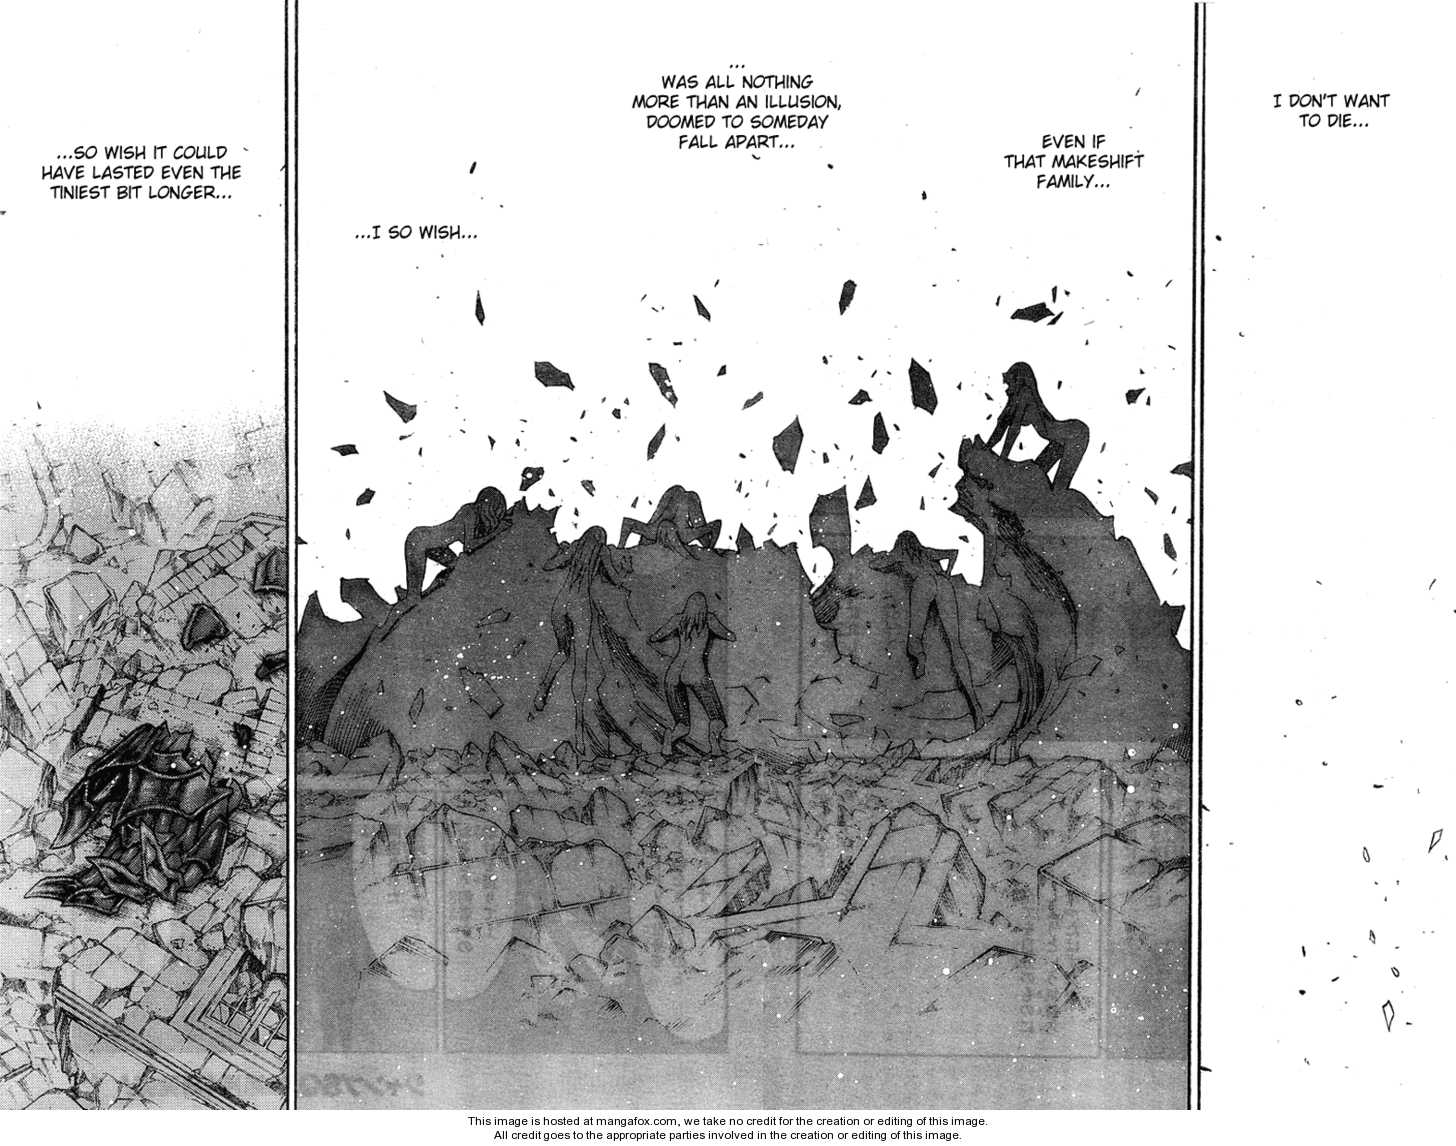 I DON'T WANT
TO DIE...
EVEN IF
THAT MAKESHIFT
FAMILY...
...
WAS ALL NOTHING
MORE THAN AN ILLUSION,
DOOMED TO SOMEDAY
FALL APART...
...I SO WISH...
...SO WISH IT COULD
HAVE LASTED EVEN THE
TINIEST BIT LONGER...
This image is hosted at mangafox.com, we take no credit for the creation or editing of this image.
All credit goes to the appropriate parties involved in the creation or editing of this image.